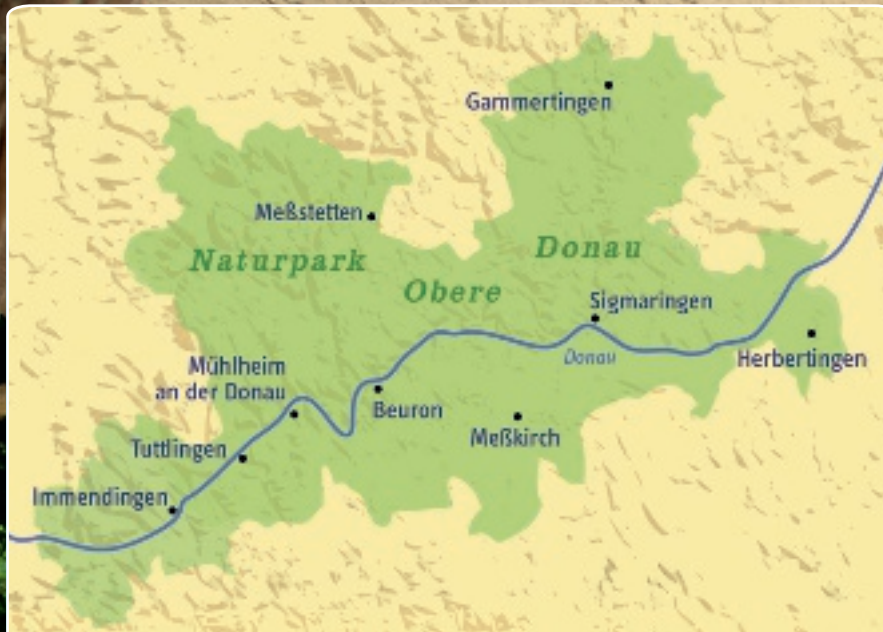 Gammertingen
Meßstetten
Naturpark
Obere
Donau
Sigmaringen
Donau
Herbertingen
Mühlheim
an der Donau
Beuron
Meßkirch
Tuttlingen
Immendingen